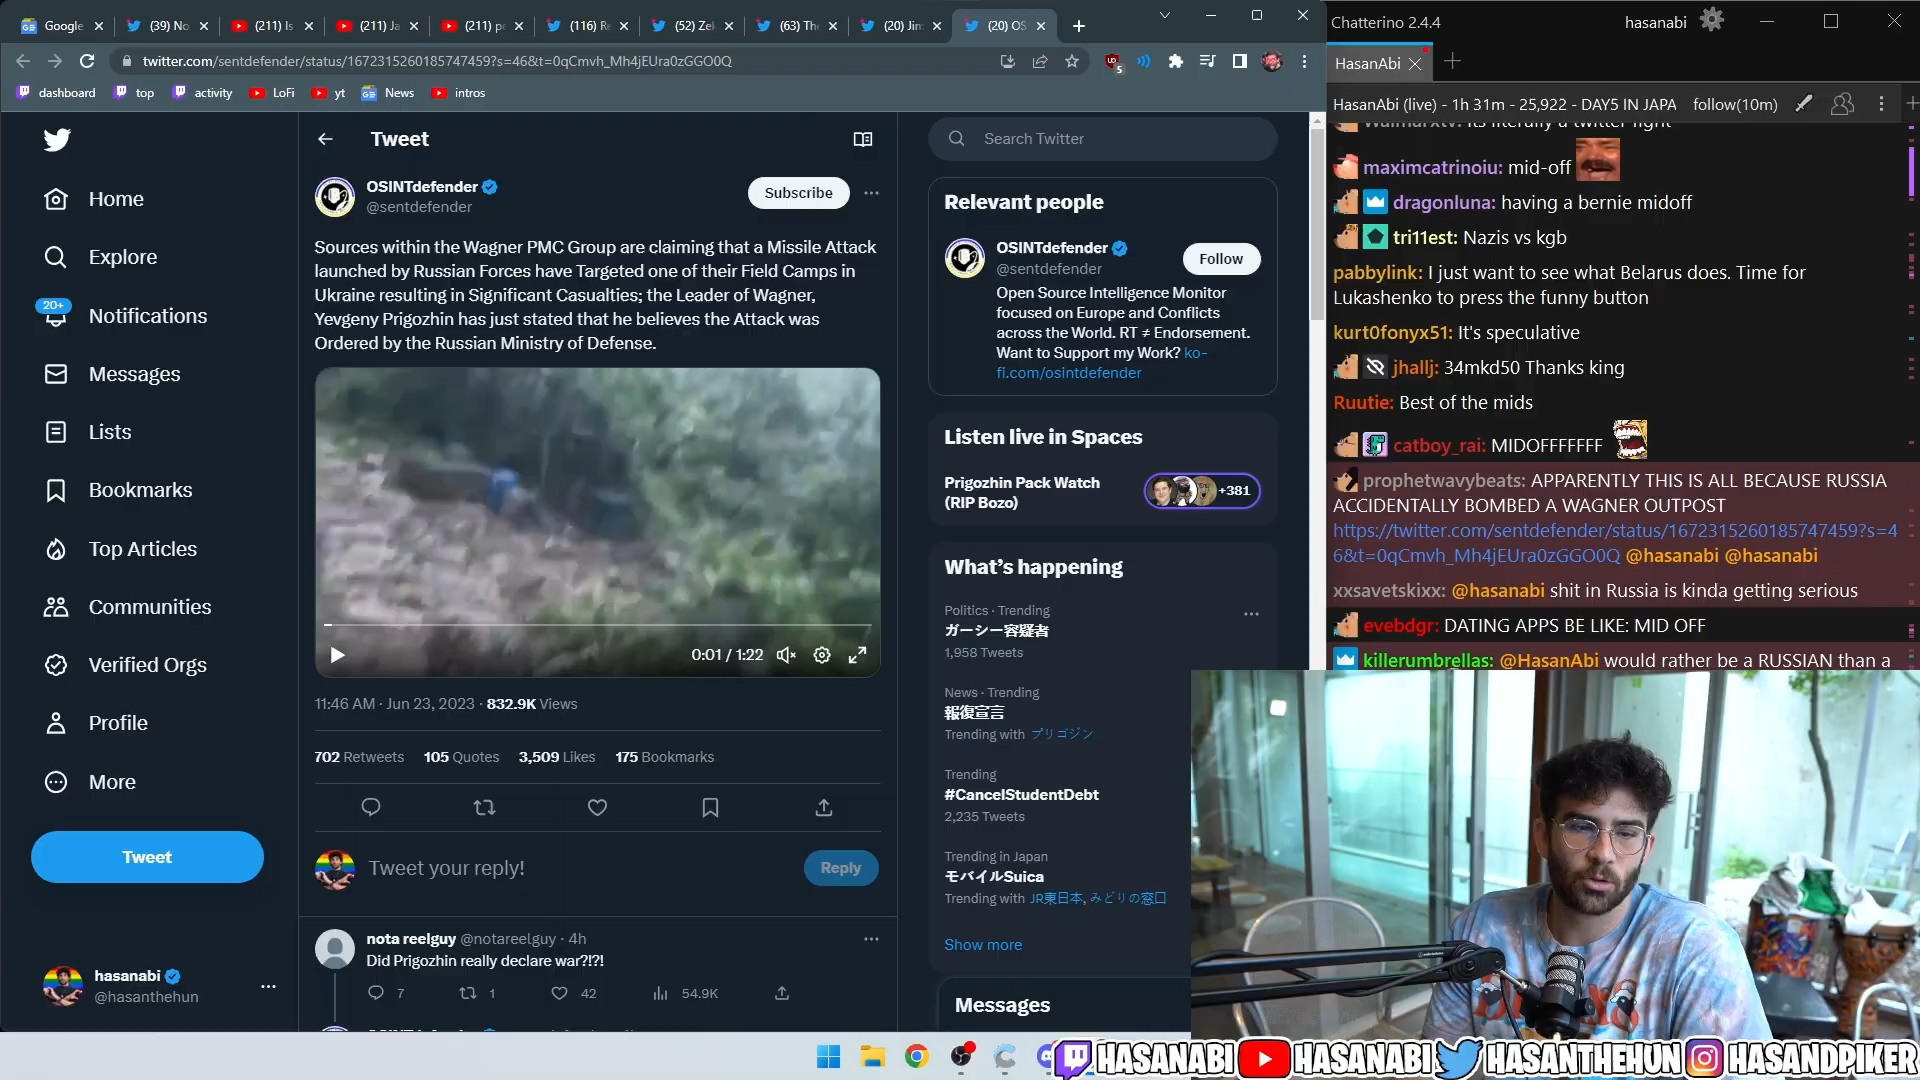 Google
(39) No
(211) Is
(211) Ja
(211) pe
(116) Re
(52) Zel
(63) The
(20) Jim
(20) OS
twitter.com/sentdefender/status/1672315260185747459?s=46&t=0qCmvh_Mh4jEUra0zGGO0Q
5
dashboard
top
activity
LoFi
yt
News
intros
Home
Explore
20+
Notifications
Messages
Lists
Bookmarks
Top Articles
Communities
Verified Orgs
Profile
More
Tweet
hasanabi
@hasanthehun
Tweet
OSINTdefender
@sentdefender
Subscribe
Sources within the Wagner PMC Group are claiming that a Missile Attack
launched by Russian Forces have Targeted one of their Field Camps in
Ukraine resulting in Significant Casualties; the Leader of Wagner,
Yevgeny Prigozhin has just stated that he believes the Attack was
Ordered by the Russian Ministry of Defense.
0:01 / 1:22
11:46 AM · Jun 23, 2023 · 832.9K Views
702 Retweets 105 Quotes 3,509 Likes 175 Bookmarks
Tweet your reply!
Reply
nota reelguy @notareelguy · 4h
Did Prigozhin really declare war?!?!
7 1 42 54.9K
Search Twitter
Relevant people
OSINTdefender
@sentdefender
Follow
Open Source Intelligence Monitor
focused on Europe and Conflicts
across the World. RT ≠ Endorsement.
Want to Support my Work? ko-
fi.com/osintdefender
Listen live in Spaces
Prigozhin Pack Watch
(RIP Bozo)
+381
What's happening
Politics · Trending
ガーシー容疑者
1,958 Tweets
News · Trending
報復宣言
Trending with プリゴジン
Trending
#CancelStudentDebt
2,235 Tweets
Trending in Japan
モバイルSuica
Trending with JR東日本, みどりの窓口
Show more
Messages
Chatterino 2.4.4
hasanabi
HasanAbi
HasanAbi (live) - 1h 31m - 25,922 - DAY5 IN JAPA follow(10m)
maximcatrinoiu: mid-off
dragonluna: having a bernie midoff
tri11est: Nazis vs kgb
pabbylink: I just want to see what Belarus does. Time for
Lukashenko to press the funny button
kurt0fonyx51: It's speculative
jhallj: 34mkd50 Thanks king
Ruutie: Best of the mids
catboy_rai: MIDOFFFFFFF
prophetwavybeats: APPARENTLY THIS IS ALL BECAUSE RUSSIA
ACCIDENTALLY BOMBED A WAGNER OUTPOST
https://twitter.com/sentdefender/status/1672315260185747459?s=4
6&t=0qCmvh_Mh4jEUra0zGGO0Q @hasanabi @hasanabi
xxsavetskixx: @hasanabi shit in Russia is kinda getting serious
evebdgr: DATING APPS BE LIKE: MID OFF
killerumbrellas: @HasanAbi would rather be a RUSSIAN than a
HASANABI HASANABI HASANTHEHUN HASANDPIKER